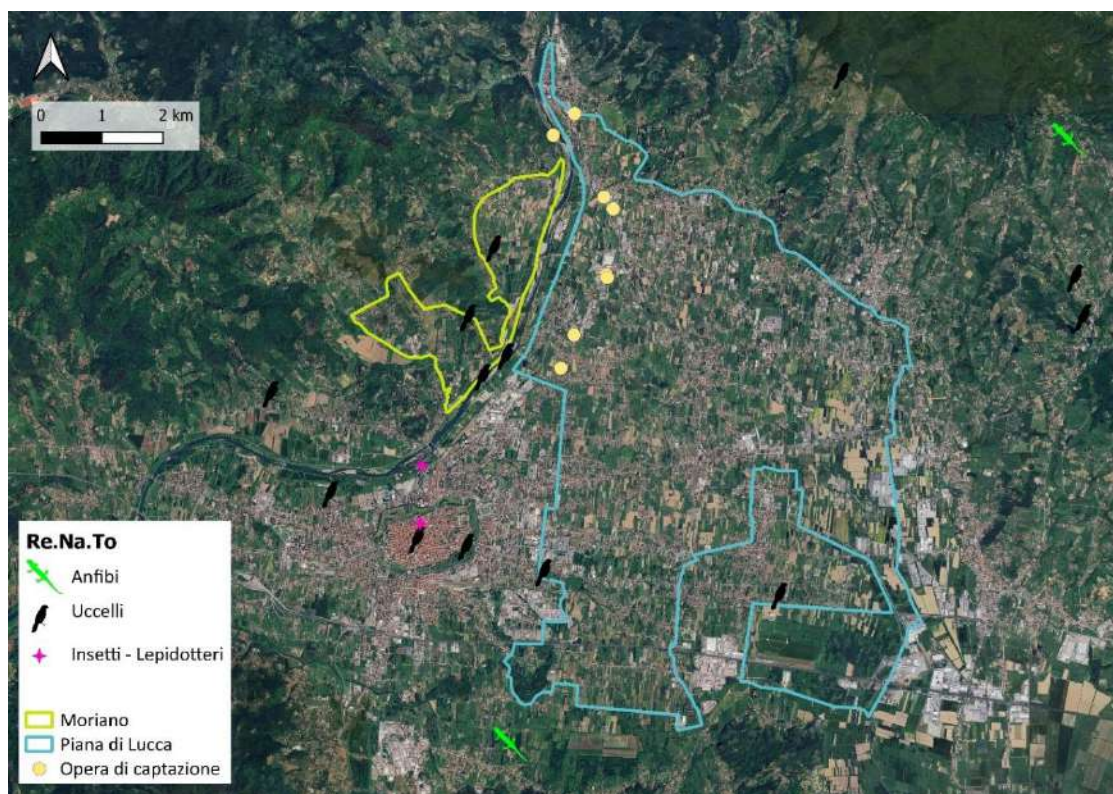 0 1 2 km
Re.Na.To
Anfibi
Uccelli
Insetti - Lepidotteri
Moriano
Piana di Lucca
Opera di captazione